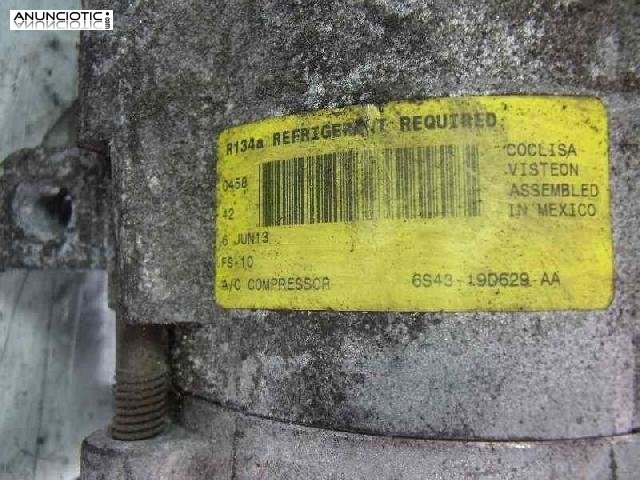 ANUNCIOTIC.com
R134a REFRIGERANT REQUIRED
0458
42
6 JUN13
FS-10
A/C COMPRESSOR
COCLISA
VISTEON
ASSEMBLED
IN MEXICO
6S43-19D629-AA